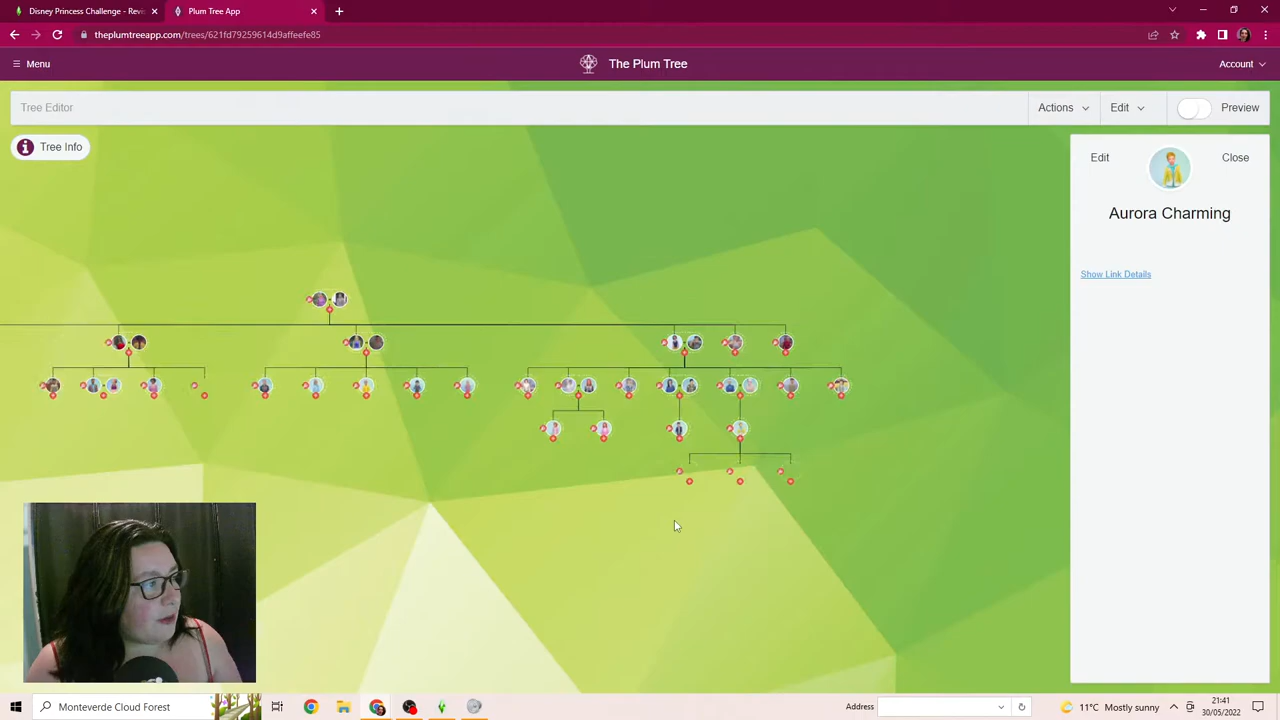 Disney Princess Challenge - Revi
Plum Tree App
theplumtreeapp.com/trees/621fd79259614d9affeefe85
Menu
The Plum Tree
Account
Tree Editor
Actions
Edit
Preview
Tree Info
Edit
Close
Aurora Charming
Show Link Details
Monteverde Cloud Forest
Address
11°C Mostly sunny
21:41
30/05/2022